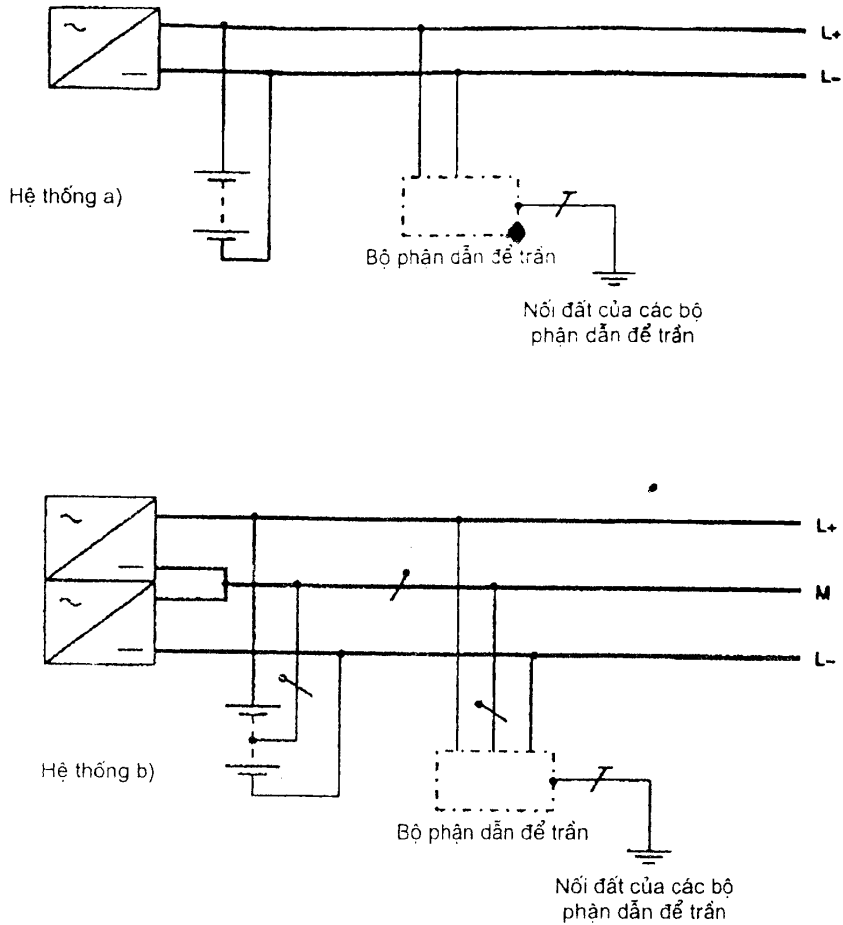 L+
L−
Hệ thống a)
Bộ phận dẫn để trần
Nối đất của các bộ
phận dẫn để trần
L+
M
L−
Hệ thống b)
Bộ phận dẫn để trần
Nối đất của các bộ
phận dẫn để trần